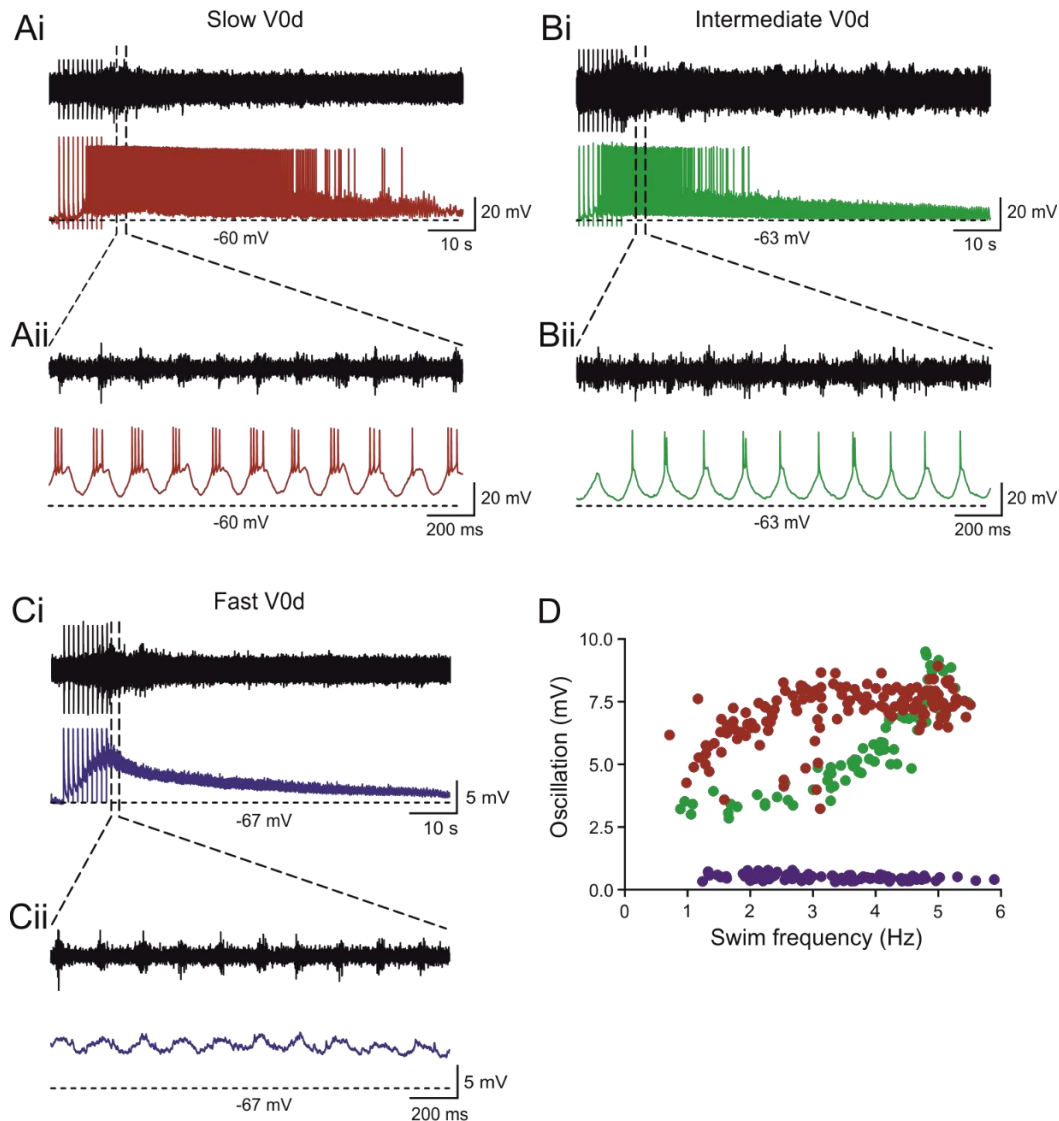 Ai
Slow V0d
20 mV
-60 mV
10 s
Aii
20 mV
-60 mV
200 ms
Bi
Intermediate V0d
20 mV
-63 mV
10 s
Bii
20 mV
-63 mV
200 ms
Ci
Fast V0d
5 mV
-67 mV
10 s
Cii
5 mV
-67 mV
200 ms
D
10.0
7.5
5.0
2.5
0.0
Oscillation (mV)
0 1 2 3 4 5 6
Swim frequency (Hz)